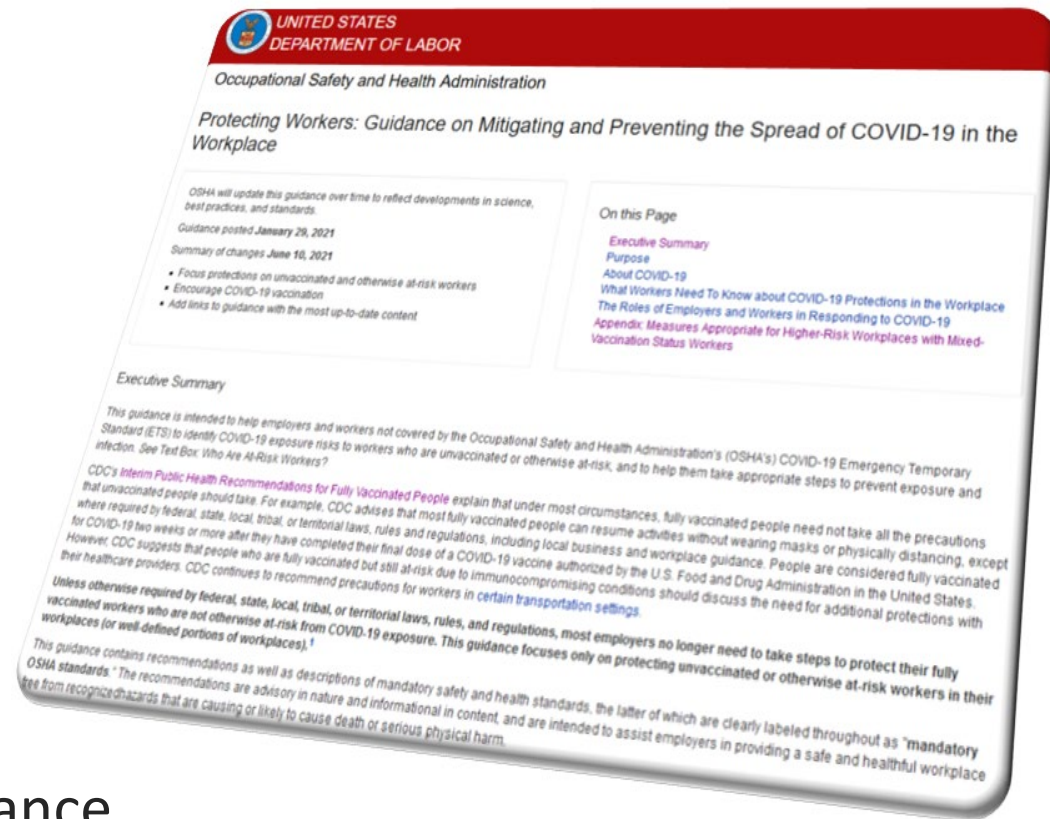 UNITED STATES
DEPARTMENT OF LABOR
Occupational Safety and Health Administration
Protecting Workers: Guidance on Mitigating and Preventing the Spread of COVID-19 in the
Workplace
OSHA will update this guidance over time to reflect developments in science,
best practices, and standards.
Guidance posted January 29, 2021
Summary of changes June 10, 2021
• Focus protections on unvaccinated and otherwise at-risk workers
• Encourage COVID-19 vaccination
• Add links to guidance with the most up-to-date content
On this Page
Executive Summary
Purpose
About COVID-19
What Workers Need To Know about COVID-19 Protections in the Workplace
The Roles of Employers and Workers in Responding to COVID-19
Appendix: Measures Appropriate for Higher-Risk Workplaces with Mixed-
Vaccination Status Workers
Executive Summary
This guidance is intended to help employers and workers not covered by the Occupational Safety and Health Administration's (OSHA's) COVID-19 Emergency Temporary
Standard (ETS) to identify COVID-19 exposure risks to workers who are unvaccinated or otherwise at-risk, and to help them take appropriate steps to prevent exposure and
infection. See Text Box: Who Are At-Risk Workers?
CDC's Interim Public Health Recommendations for Fully Vaccinated People explain that under most circumstances, fully vaccinated people need not take all the precautions
that unvaccinated people should take. For example, CDC advises that most fully vaccinated people can resume activities without wearing masks or physically distancing, except
where required by federal, state, local, tribal, or territorial laws, rules and regulations, including local business and workplace guidance. People are considered fully vaccinated
for COVID-19 two weeks or more after they have completed their final dose of a COVID-19 vaccine authorized by the U.S. Food and Drug Administration in the United States.
However, CDC suggests that people who are fully vaccinated but still at-risk due to immunocompromising conditions should discuss the need for additional protections with
their healthcare providers. CDC continues to recommend precautions for workers in certain transportation settings.
Unless otherwise required by federal, state, local, tribal, or territorial laws, rules, and regulations, most employers no longer need to take steps to protect their fully
vaccinated workers who are not otherwise at-risk from COVID-19 exposure. This guidance focuses only on protecting unvaccinated or otherwise at-risk workers in their
workplaces (or well-defined portions of workplaces).1
This guidance contains recommendations as well as descriptions of mandatory safety and health standards, the latter of which are clearly labeled throughout as "mandatory
OSHA standards." The recommendations are advisory in nature and informational in content, and are intended to assist employers in providing a safe and healthful workplace
free from recognizedhazards that are causing or likely to cause death or serious physical harm.